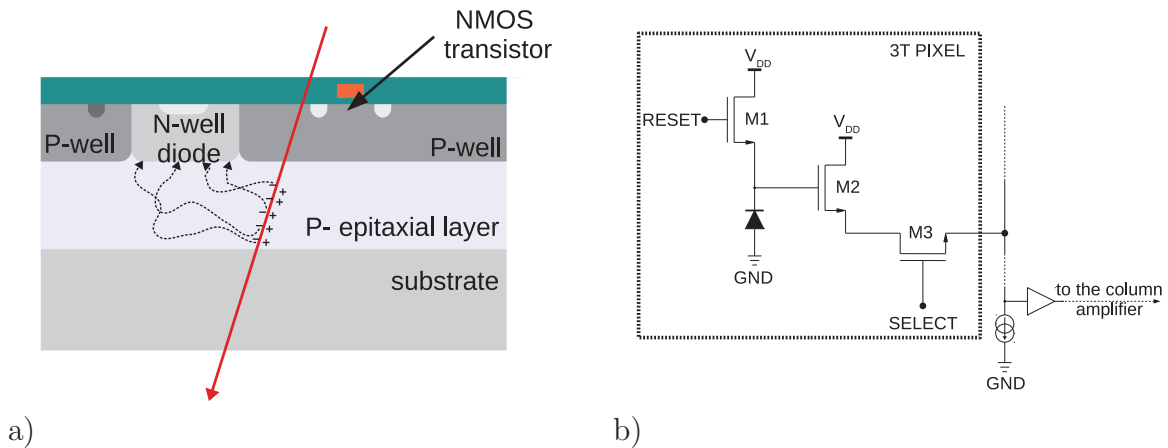 NMOS
transistor
N-well
diode
P-well
P-well
- + - + - + - + - +
P- epitaxial layer
substrate
a)
3T PIXEL
VDD
RESET
M1
VDD
M2
M3
GND
SELECT
to the column
amplifier
GND
b)